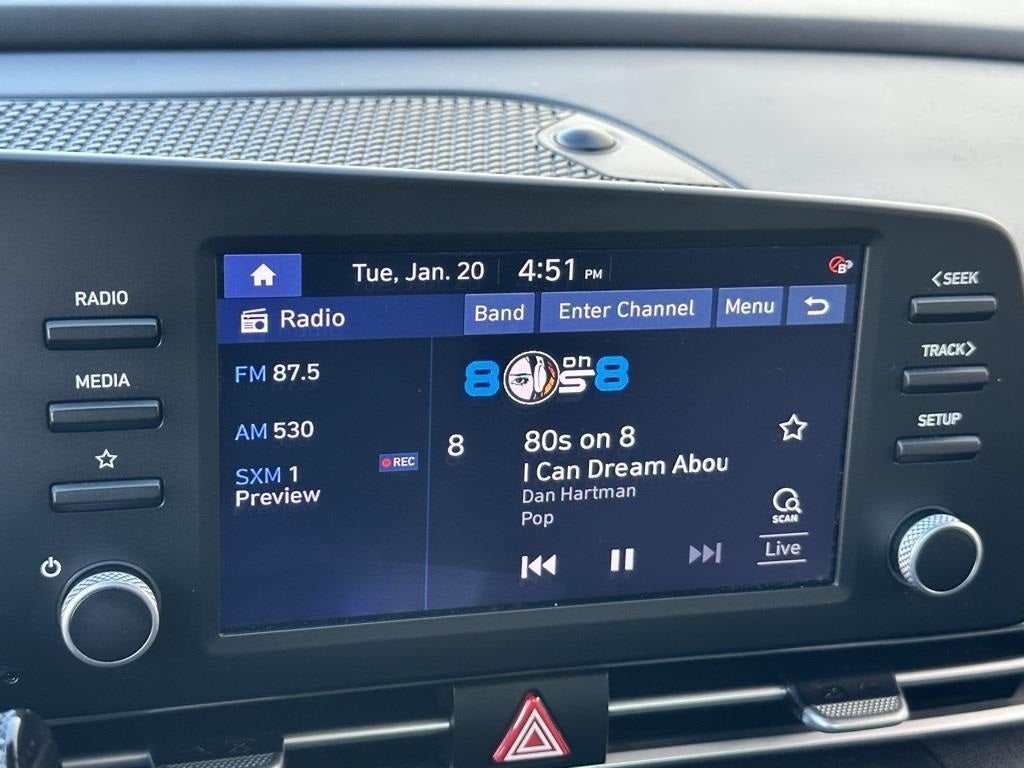 Tue, Jan. 20
4:51 PM
B
Radio
Band
Enter Channel
Menu
FM 87.5
AM 530
SXM 1
Preview
REC
80s on 8
8
80s on 8
I Can Dream Abou
Dan Hartman
Pop
SCAN
Live
RADIO
MEDIA
<SEEK
TRACK>
SETUP